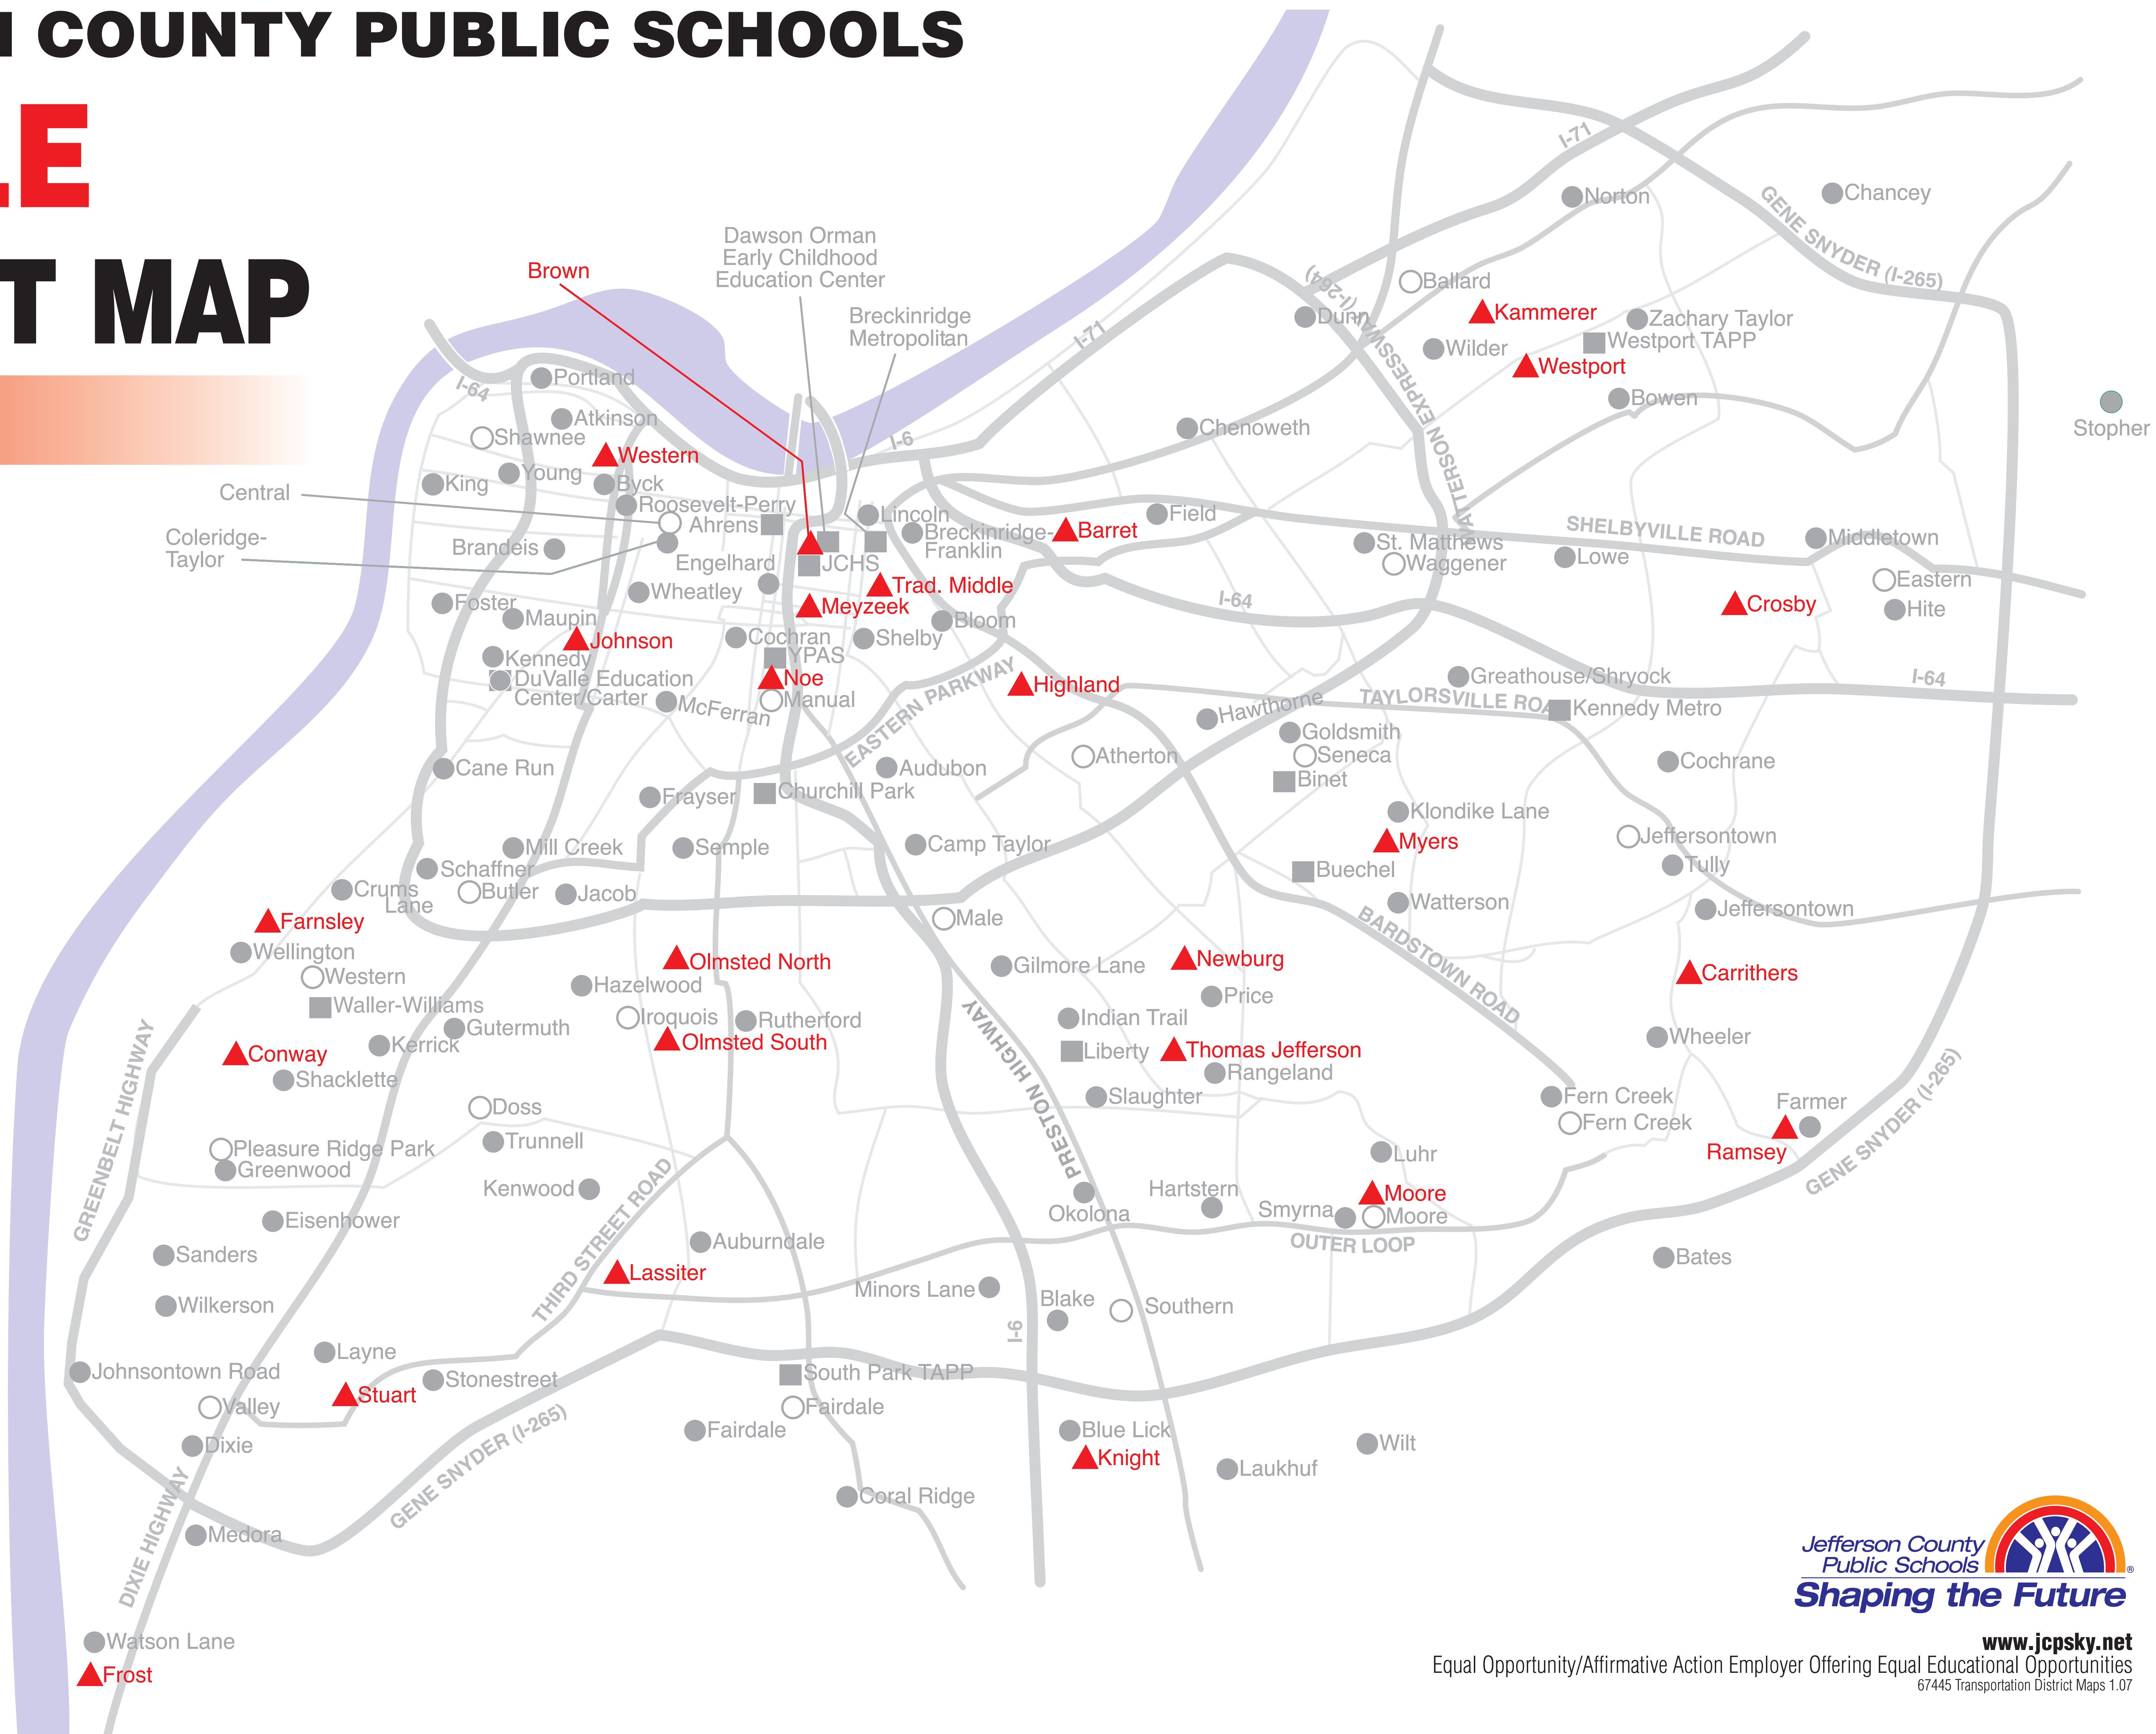 N COUNTY PUBLIC SCHOOLS
LE
T MAP
I-71
Norton
Chancey
GENE SNYDER (I-265)
Dawson Orman
Early Childhood
Education Center
Brown
Breckinridge
Metropolitan
Ballard
Kammerer
Dunn
Zachary Taylor
Westport TAPP
Wilder
Westport
WATTERSON EXPRESSWAY (I-264)
I-71
Bowen
Stopher
I-64
Portland
Atkinson
Shawnee
Western
King
Young
Byck
Chenoweth
I-6
Central
Roosevelt-Perry
Ahrens
Lincoln
Breckinridge-
Franklin
Barret
Field
SHELBYVILLE ROAD
Middletown
Coleridge-
Taylor
Brandeis
Engelhard
JCHS
St. Matthews
Waggener
Lowe
Eastern
Hite
Wheatley
Trad. Middle
Meyzeek
Foster
Maupin
Bloom
I-64
Crosby
Johnson
Cochran
Shelby
YPAS
Kennedy
DuValle Education
Center/Carter
Noe
Manual
McFerran
EASTERN PARKWAY
Highland
Greathouse/Shryock
I-64
Hawthorne
TAYLORSVILLE ROAD
Kennedy Metro
Goldsmith
Seneca
Binet
Atherton
Cochrane
Cane Run
Audubon
Frayser
Churchill Park
Klondike Lane
Myers
Jeffersontown
Tully
Mill Creek
Semple
Camp Taylor
Schaffner
Buechel
Crums
Lane
Butler
Jacob
Watterson
Jeffersontown
Farnsley
Male
BARDSTOWN ROAD
Wellington
Western
Olmsted North
Gilmore Lane
Newburg
Carrithers
Waller-Williams
Hazelwood
Price
Gutermuth
Iroquois
Rutherford
Indian Trail
Kerrick
Olmsted South
Liberty
Thomas Jefferson
Wheeler
Conway
Shacklette
Rangeland
GREENBELT HIGHWAY
PRESTON HIGHWAY
Doss
Slaughter
Fern Creek
Fern Creek
Farmer
Ramsey
GENE SNYDER (I-265)
Pleasure Ridge Park
Greenwood
Trunnell
Luhr
Kenwood
Okolona
Hartstern
Moore
Smyrna
Moore
Eisenhower
THIRD STREET ROAD
Auburndale
OUTER LOOP
Sanders
Bates
Lassiter
Minors Lane
Wilkerson
Blake
Southern
I-6
Layne
Johnsontown Road
Stonestreet
South Park TAPP
Stuart
Valley
Fairdale
Fairdale
Blue Lick
Knight
Wilt
Dixie
Laukhuf
GENE SNYDER (I-265)
Coral Ridge
DIXIE HIGHWAY
Medora
Watson Lane
Frost
Jefferson County
Public Schools
®
Shaping the Future
www.jcpsky.net
Equal Opportunity/Affirmative Action Employer Offering Equal Educational Opportunities
67445 Transportation District Maps 1.07